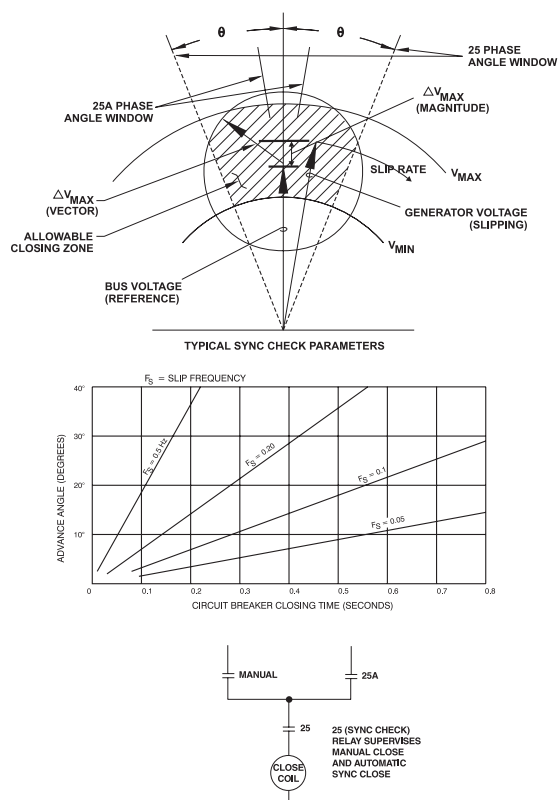 θ θ
25 PHASE
ANGLE WINDOW
25A PHASE
ANGLE WINDOW
△V MAX
(MAGNITUDE)
SLIP RATE
V MAX
△V MAX
(VECTOR)
GENERATOR VOLTAGE
(SLIPPING)
ALLOWABLE
CLOSING ZONE
V MIN
BUS VOLTAGE
(REFERENCE)
TYPICAL SYNC CHECK PARAMETERS
F S = SLIP FREQUENCY
40°
30°
20°
10°
ADVANCE ANGLE (DEGREES)
F S = 0.5 Hz
F S = 0.20
F S = 0.1
F S = 0.05
0 0.1 0.2 0.3 0.4 0.5 0.6 0.7 0.8
CIRCUIT BREAKER CLOSING TIME (SECONDS)
MANUAL
25A
25
25 (SYNC CHECK)
RELAY SUPERVISES
MANUAL CLOSE
AND AUTOMATIC
SYNC CLOSE
CLOSE
COIL